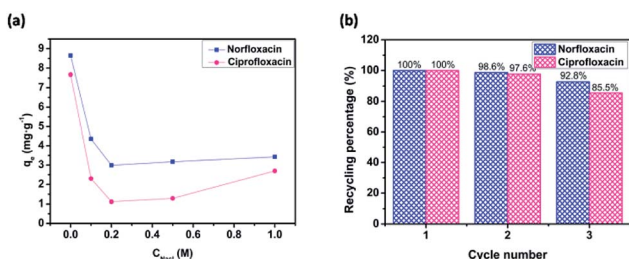 (a)
Norfloxacin
Ciprofloxacin
9
8
7
6
5
4
3
2
1
0
qe (mg·g-1)
0.0 0.2 0.4 0.6 0.8 1.0
CNaCl (M)
(b)
Norfloxacin
Ciprofloxacin
100% 100% 98.6% 97.6% 92.8% 85.5%
120
100
80
60
40
20
0
Recycling percentage (%)
1 2 3
Cycle number